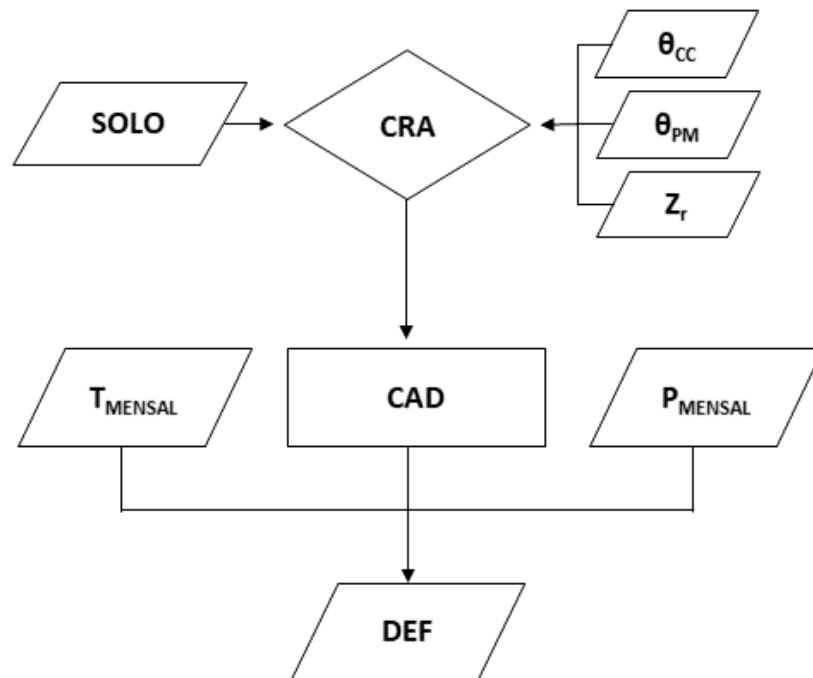 θCC
SOLO
CRA
θPM
Zr
TMENSAL
CAD
PMENSAL
DEF